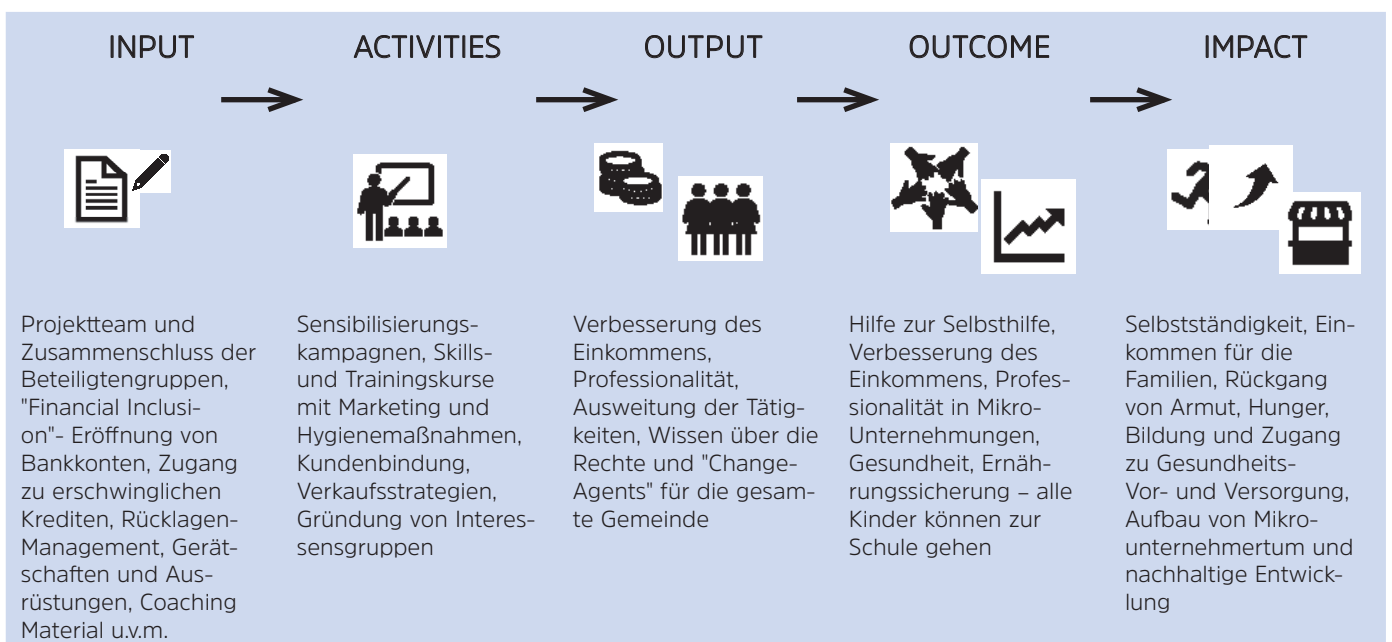 INPUT
ACTIVITIES
OUTPUT
OUTCOME
IMPACT
Projektteam und
Zusammenschluss der
Beteiligtengruppen,
"Financial Inclusi-
on"- Eröffnung von
Bankkonten, Zugang
zu erschwinglichen
Krediten, Rücklagen-
Management, Gerät-
schaften und Aus-
rüstungen, Coaching
Material u.v.m.
Sensibilisierungs-
kampagnen, Skills-
und Trainingskurse
mit Marketing und
Hygienemaßnahmen,
Kundenbindung,
Verkaufsstrategien,
Gründung von Interes-
sensgruppen
Verbesserung des
Einkommens,
Professionalität,
Ausweitung der Tätig-
keiten, Wissen über die
Rechte und "Change-
Agents" für die gesam-
te Gemeinde
Hilfe zur Selbsthilfe,
Verbesserung des
Einkommens, Profes-
sionalität in Mikro-
Unternehmungen,
Gesundheit, Ernäh-
rungssicherung – alle
Kinder können zur
Schule gehen
Selbstständigkeit, Ein-
kommen für die
Familien, Rückgang
von Armut, Hunger,
Bildung und Zugang
zu Gesundheits-
Vor- und Versorgung,
Aufbau von Mikro-
unternehmertum und
nachhaltige Entwick-
lung